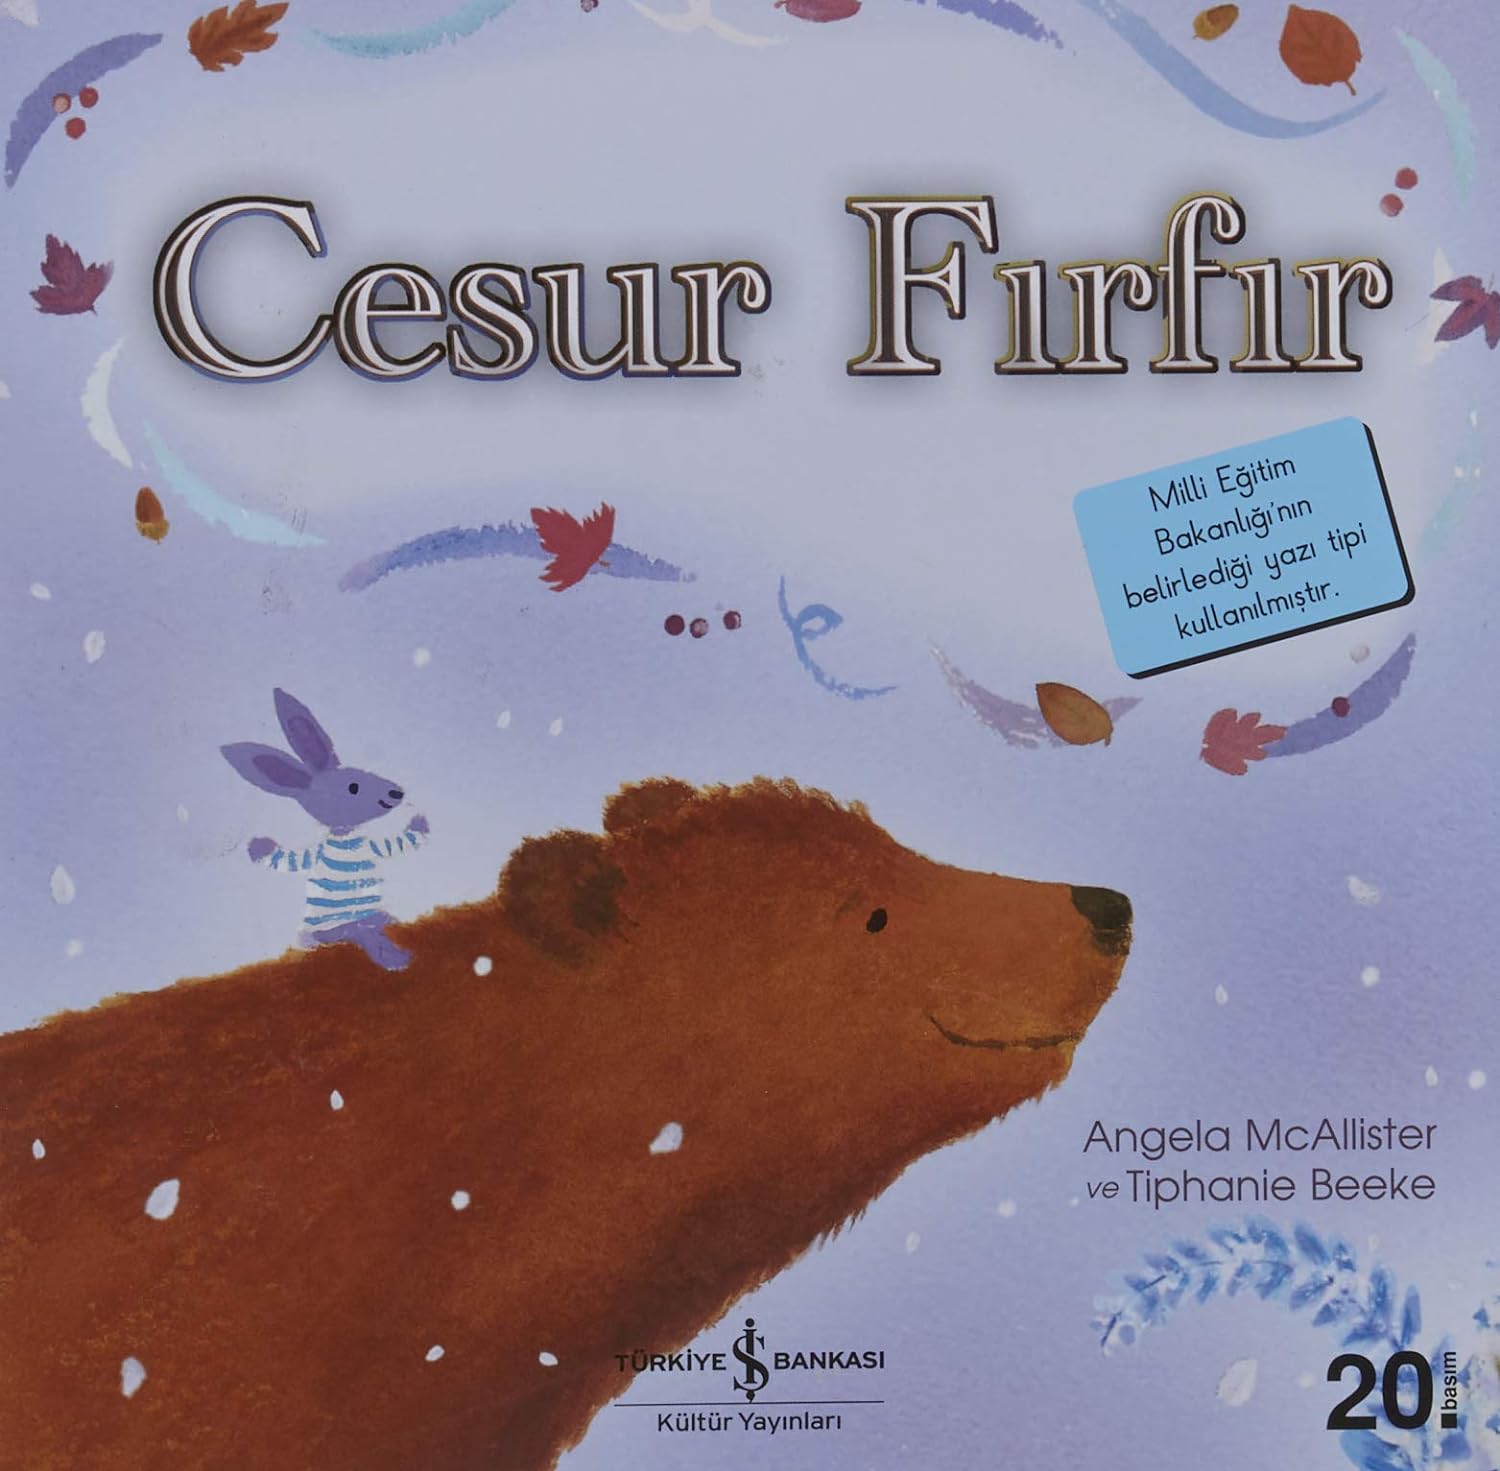 Cesur Fırfır
Milli Eğitim
Bakanlığı'nın
belirlediği yazı tipi
kullanılmıştır.
Angela McAllister
ve Tiphanie Beeke
TÜRKİYE İŞ BANKASI
Kültür Yayınları
20.
basım